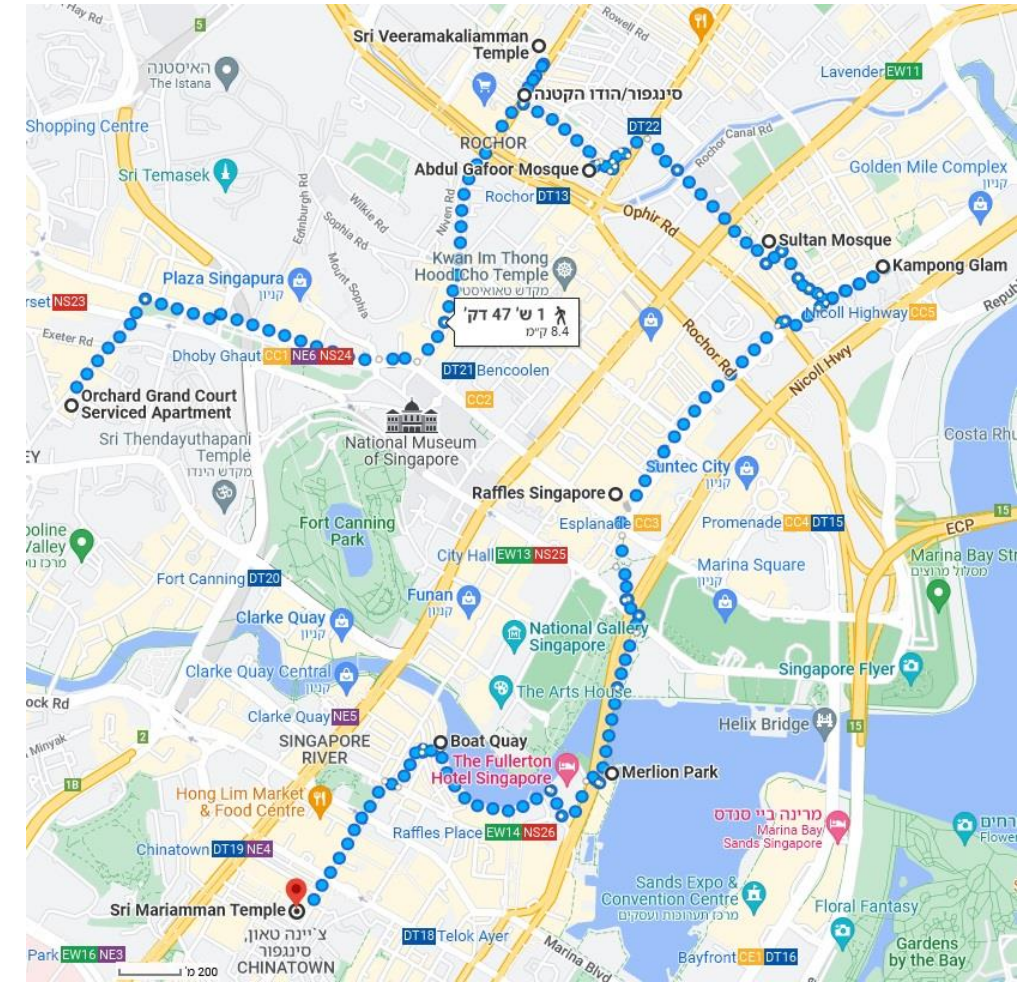 Hay Rd
5
Sri Veeramakaliamman
Temple
Rowell Rd
האיסטנה
The Istana
Lavender EW11
סינגפור/הודו הקטנה
Shopping Centre
DT22
Rochor Canal Rd
ROCHOR
Abdul Gafoor Mosque
Golden Mile Complex
קניון
Sri Temasek
Edinburgh Rd
Wilkie Rd
Sophia Rd
Niven Rd
Rochor DT13
Ophir Rd
Sultan Mosque
Mount Sophia
Kwan Im Thong
Hood Cho Temple
מקדש טאואיסטי
Kampong Glam
Plaza Singapura
קניון
rset NS23
1 ש' 47 דק'
8.4 ק״מ
Nicoll Highway CC5
Republ
Exeter Rd
Rochor Rd
Nicoll Hwy
Dhoby Ghaut CC1 NE6 NS24
DT21 Bencoolen
CC2
Orchard Grand Court
Serviced Apartment
National Museum
of Singapore
Costa Rhu
Sri Thendayuthapani
Temple
מקדש הינדו
EY
Suntec City
קניון
Raffles Singapore
15
ECP
Fort Canning
Park
Esplanade CC3
Promenade CC4 DT15
poline
Valley
City Hall EW13 NS25
Marina Square
קניון
Marina Bay Str
מסלול מרוצים
Fort Canning DT20
Funan
קניון
Clarke Quay
קניון
National Gallery
Singapore
Clarke Quay Central
קניון
Singapore Flyer
The Arts House
ock Rd
Clarke Quay NE5
Helix Bridge
15
Minyak
2
SINGAPORE
RIVER
Boat Quay
The Fullerton
Hotel Singapore
Merlion Park
1B
Hong Lim Market
& Food Centre
מרינה ביי סנדס
Marina Bay
Sands Singapore
Raffles Place EW14 NS26
Flower
Chinatown DT19 NE4
Sands Expo &
Convention Centre
מרכז תערוכות ועסקים
Sri Mariamman Temple
Floral Fantasy
צ'יינה טאון,
סינגפור
CHINATOWN
DT18 Telok Ayer
Marina Blvd
Park EW16 NE3
Bayfront CE1 DT16
Gardens
by the Bay
200 מ'